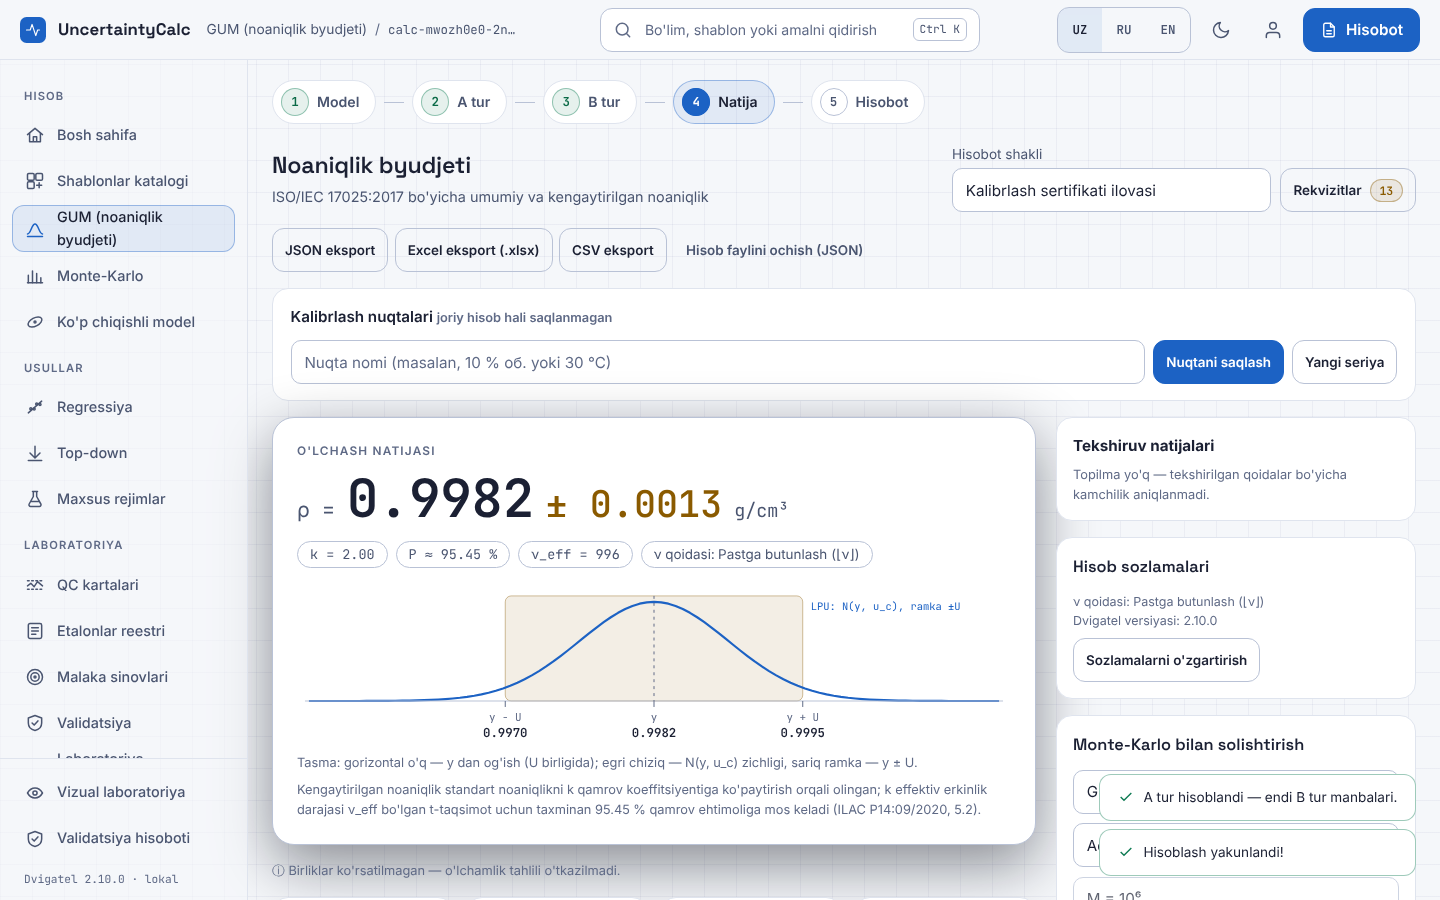 UncertaintyCalc
GUM (noaniqlik byudjeti) / calc-mwozh0e0-2n…
Bo'lim, shablon yoki amalni qidirish
Ctrl K
UZ RU EN
Hisobot
HISOB
Bosh sahifa
Shablonlar katalogi
GUM (noaniqlik
byudjeti)
Monte-Karlo
Ko'p chiqishli model
USULLAR
Regressiya
Top-down
Maxsus rejimlar
LABORATORIYA
QC kartalari
Etalonlar reestri
Malaka sinovlari
Validatsiya
Vizual laboratoriya
Validatsiya hisoboti
Dvigatel 2.10.0 · lokal
1 Model
2 A tur
3 B tur
4 Natija
5 Hisobot
Noaniqlik byudjeti
ISO/IEC 17025:2017 bo'yicha umumiy va kengaytirilgan noaniqlik
Hisobot shakli
Kalibrlash sertifikati ilovasi
Rekvizitlar 13
JSON eksport
Excel eksport (.xlsx)
CSV eksport
Hisob faylini ochish (JSON)
Kalibrlash nuqtalari joriy hisob hali saqlanmagan
Nuqta nomi (masalan, 10 % об. yoki 30 °C)
Nuqtani saqlash
Yangi seriya
O'LCHASH NATIJASI
ρ = 0.9982 ± 0.0013 g/cm³
k = 2.00
P ≈ 95.45 %
ν_eff = 996
ν qoidasi: Pastga butunlash (⌊ν⌋)
LPU: N(y, u_c), ramka ±U
y - U
y
y + U
0.9970
0.9982
0.9995
Tasma: gorizontal o'q — y dan og'ish (U birligida); egri chiziq — N(y, u_c) zichligi, sariq ramka — y ± U.
Kengaytirilgan noaniqlik standart noaniqlikni k qamrov koeffitsiyentiga ko'paytirish orqali olingan; k effektiv erkinlik
darajasi ν_eff bo'lgan t-taqsimot uchun taxminan 95.45 % qamrov ehtimoliga mos keladi (ILAC P14:09/2020, 5.2).
ⓘ Birliklar ko'rsatilmagan — o'lchamlik tahlili o'tkazilmadi.
Tekshiruv natijalari
Topilma yo'q — tekshirilgan qoidalar bo'yicha
kamchilik aniqlanmadi.
Hisob sozlamalari
ν qoidasi: Pastga butunlash (⌊ν⌋)
Dvigatel versiyasi: 2.10.0
Sozlamalarni o'zgartirish
Monte-Karlo bilan solishtirish
A tur hisoblandi — endi B tur manbalari.
Hisoblash yakunlandi!
M = 10⁶